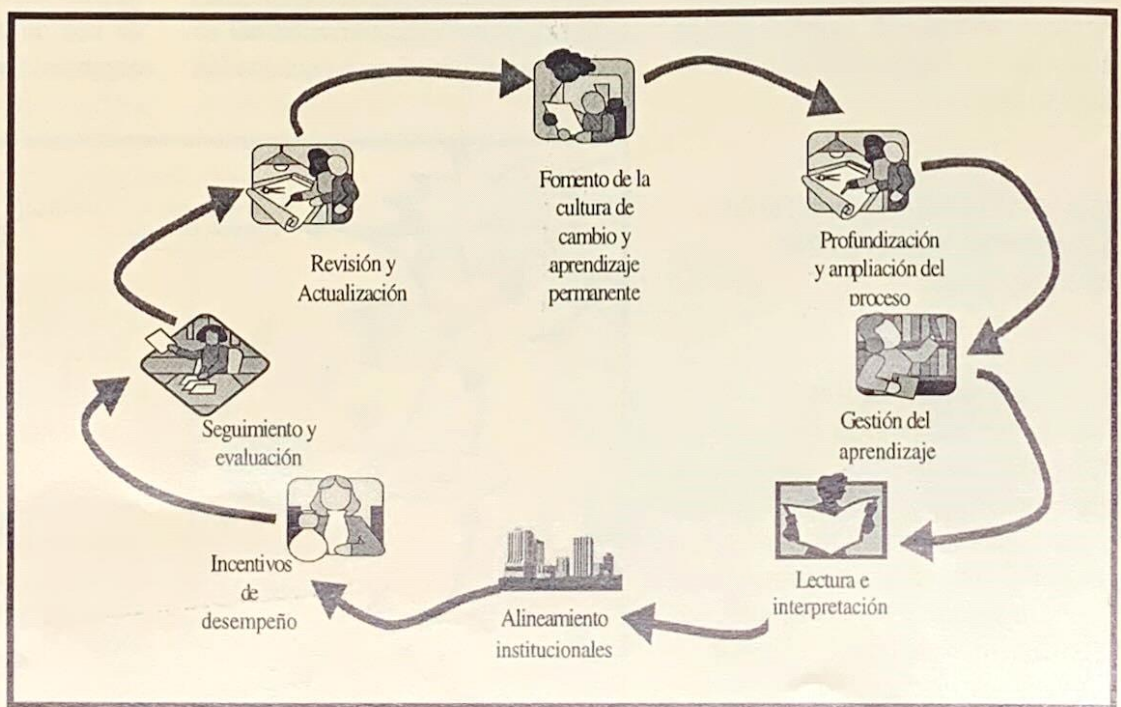 Fomento de la
cultura de
cambio y
aprendizaje
permanente
Profundización
y ampliación del
proceso
Gestión del
aprendizaje
Lectura e
interpretación
Alineamiento
institucionales
Incentivos
de
desempeño
Seguimiento y
evaluación
Revisión y
Actualización